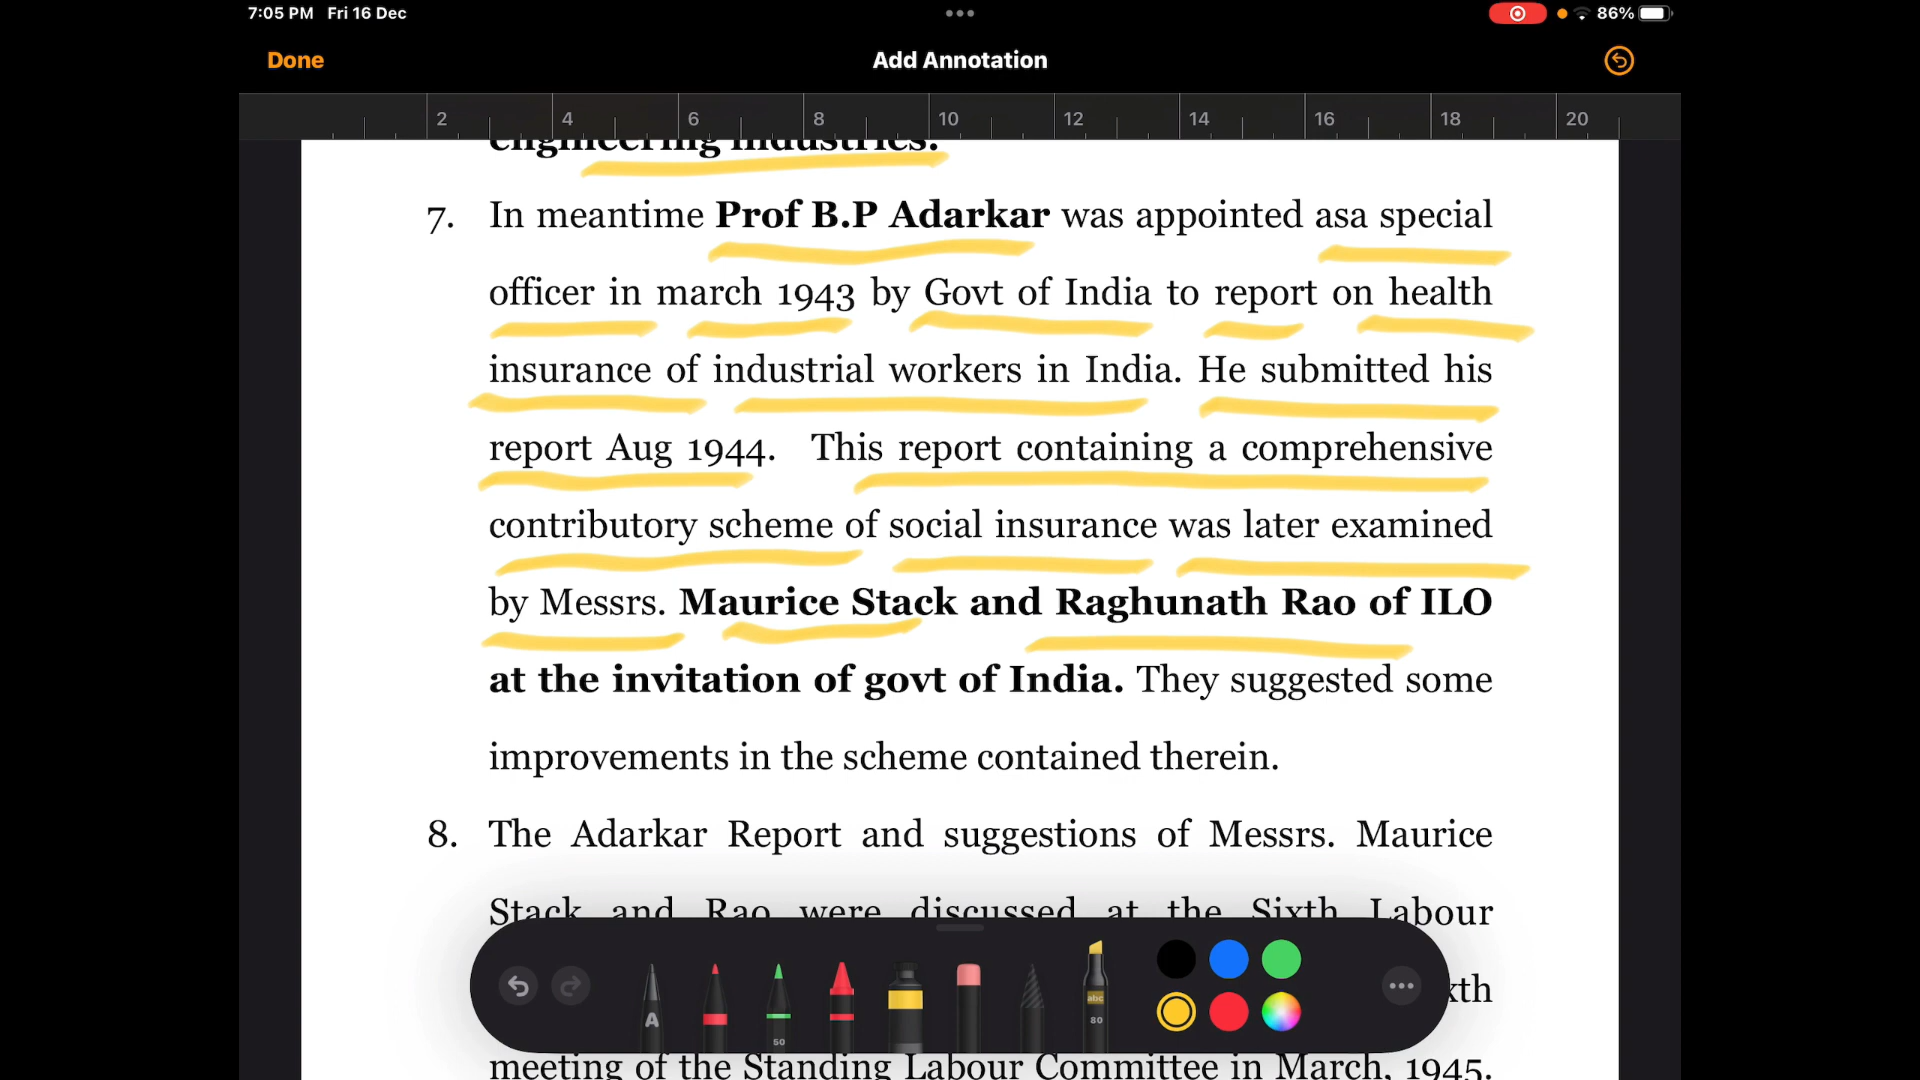 7:05 PM Fri 16 Dec
86%
Done
Add Annotation
2 4 6 8 10 12 14 16 18 20
engineering industries.
7. In meantime Prof B.P Adarkar was appointed asa special
officer in march 1943 by Govt of India to report on health
insurance of industrial workers in India. He submitted his
report Aug 1944. This report containing a comprehensive
contributory scheme of social insurance was later examined
by Messrs. Maurice Stack and Raghunath Rao of ILO
at the invitation of govt of India. They suggested some
improvements in the scheme contained therein.
8. The Adarkar Report and suggestions of Messrs. Maurice
Stack and Rao were discussed at the Sixth Labour
A
50
abc
80
meeting of the Standing Labour Committee in March, 1945.